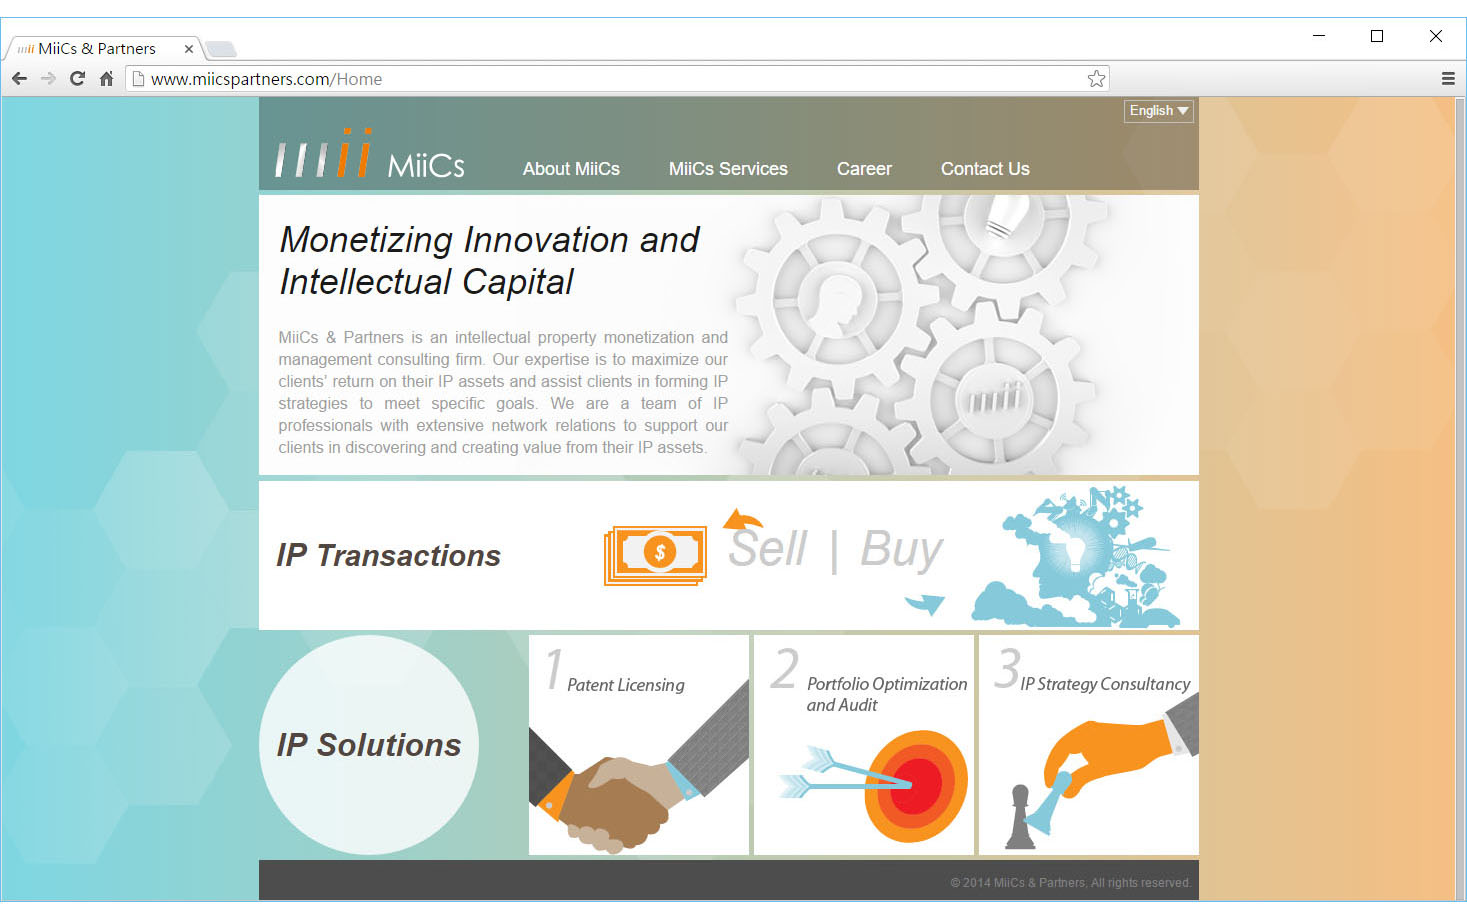 MiiCs & Partners
www.miicspartners.com/Home
English
MiiCs
About MiiCs
MiiCs Services
Career
Contact Us
Monetizing Innovation and
Intellectual Capital
MiiCs & Partners is an intellectual property monetization and
management consulting firm. Our expertise is to maximize our
clients' return on their IP assets and assist clients in forming IP
strategies to meet specific goals. We are a team of IP
professionals with extensive network relations to support our
clients in discovering and creating value from their IP assets.
IP Transactions
$
Sell | Buy
IP Solutions
1 Patent Licensing
2 Portfolio Optimization
and Audit
3 IP Strategy Consultancy
© 2014 MiiCs & Partners, All rights reserved.